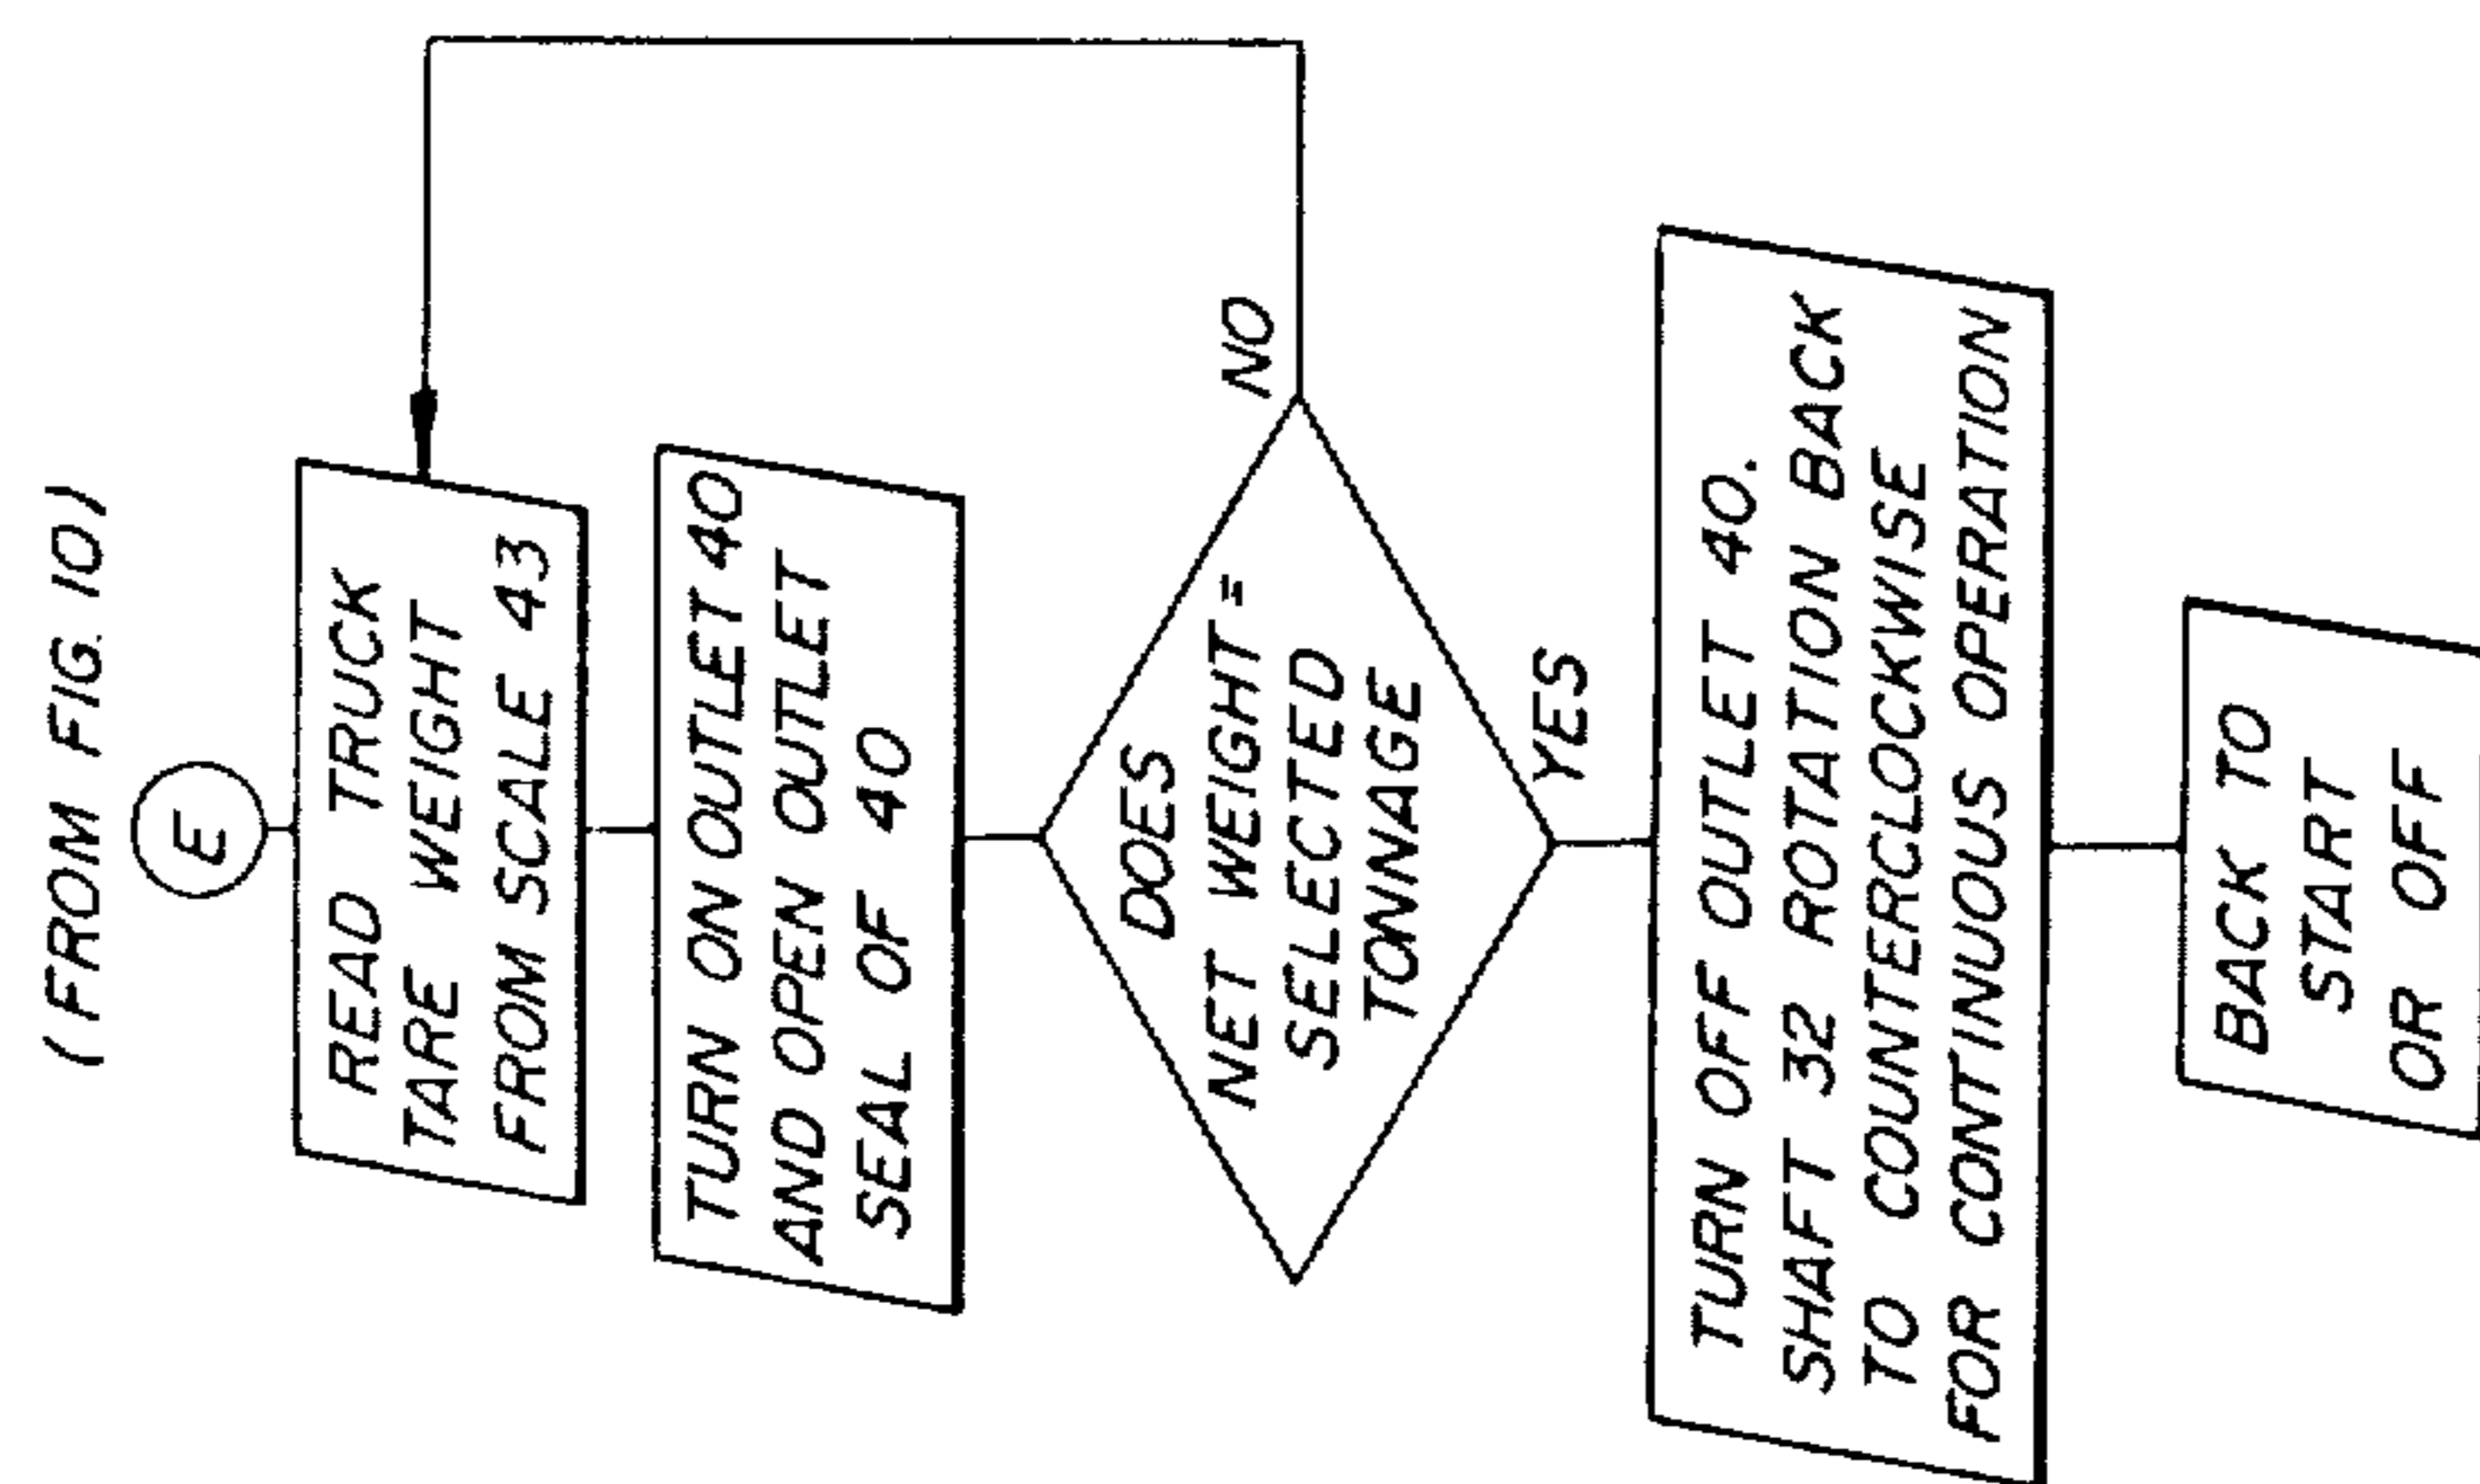 (FROM FIG. 10)
E
READ TRUCK
TARE WEIGHT
FROM SCALE 43
TURN ON OUTLET 40
AND OPEN OUTLET
SEAL OF 40
DOES
NET WEIGHT =
SELECTED
TONNAGE
NO
YES
TURN OFF OUTLET 40.
SHAFT 32 ROTATION BACK
TO COUNTERCLOCKWISE
FOR CONTINUOUS OPERATION
BACK TO
START
OR OFF